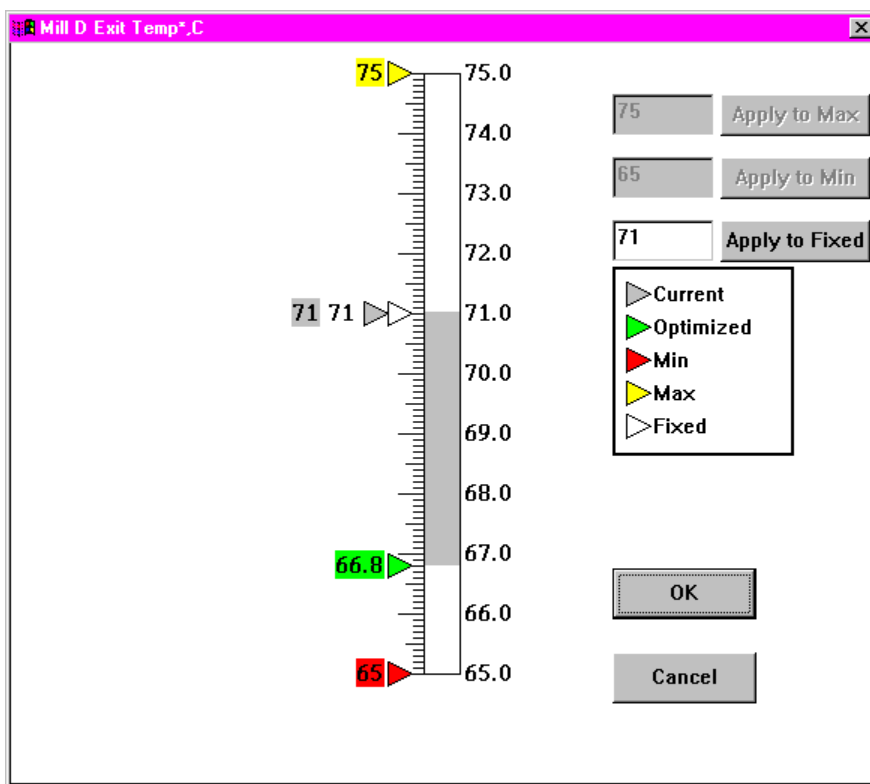 Mill D Exit Temp*,C
75 75.0
75 Apply to Max
74.0
65 Apply to Min
73.0
71 Apply to Fixed
72.0
71 71 71.0
Current
Optimized
Min
Max
Fixed
70.0
69.0
68.0
67.0
66.8
OK
66.0
65 65.0
Cancel